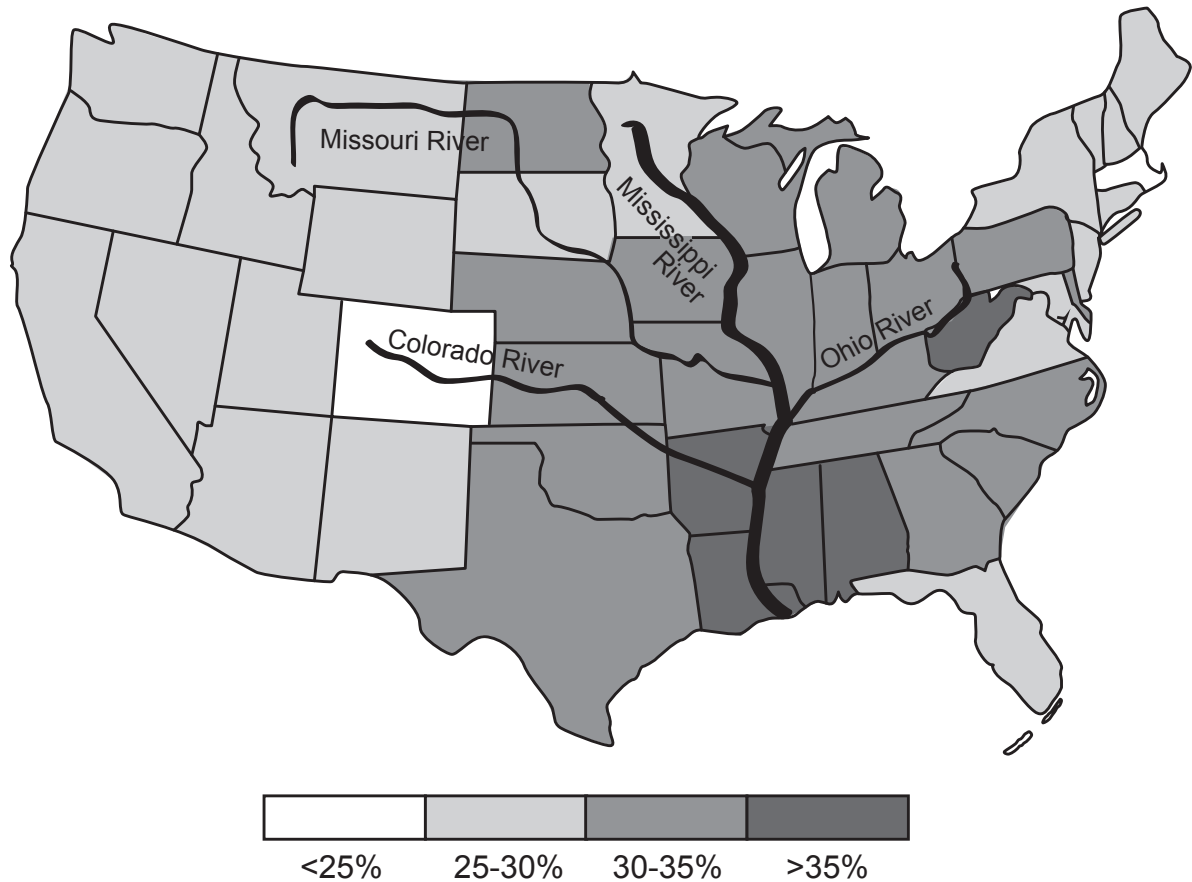 Missouri River
Mississippi
River
Colorado River
Ohio River
<25%
25-30%
30-35%
>35%